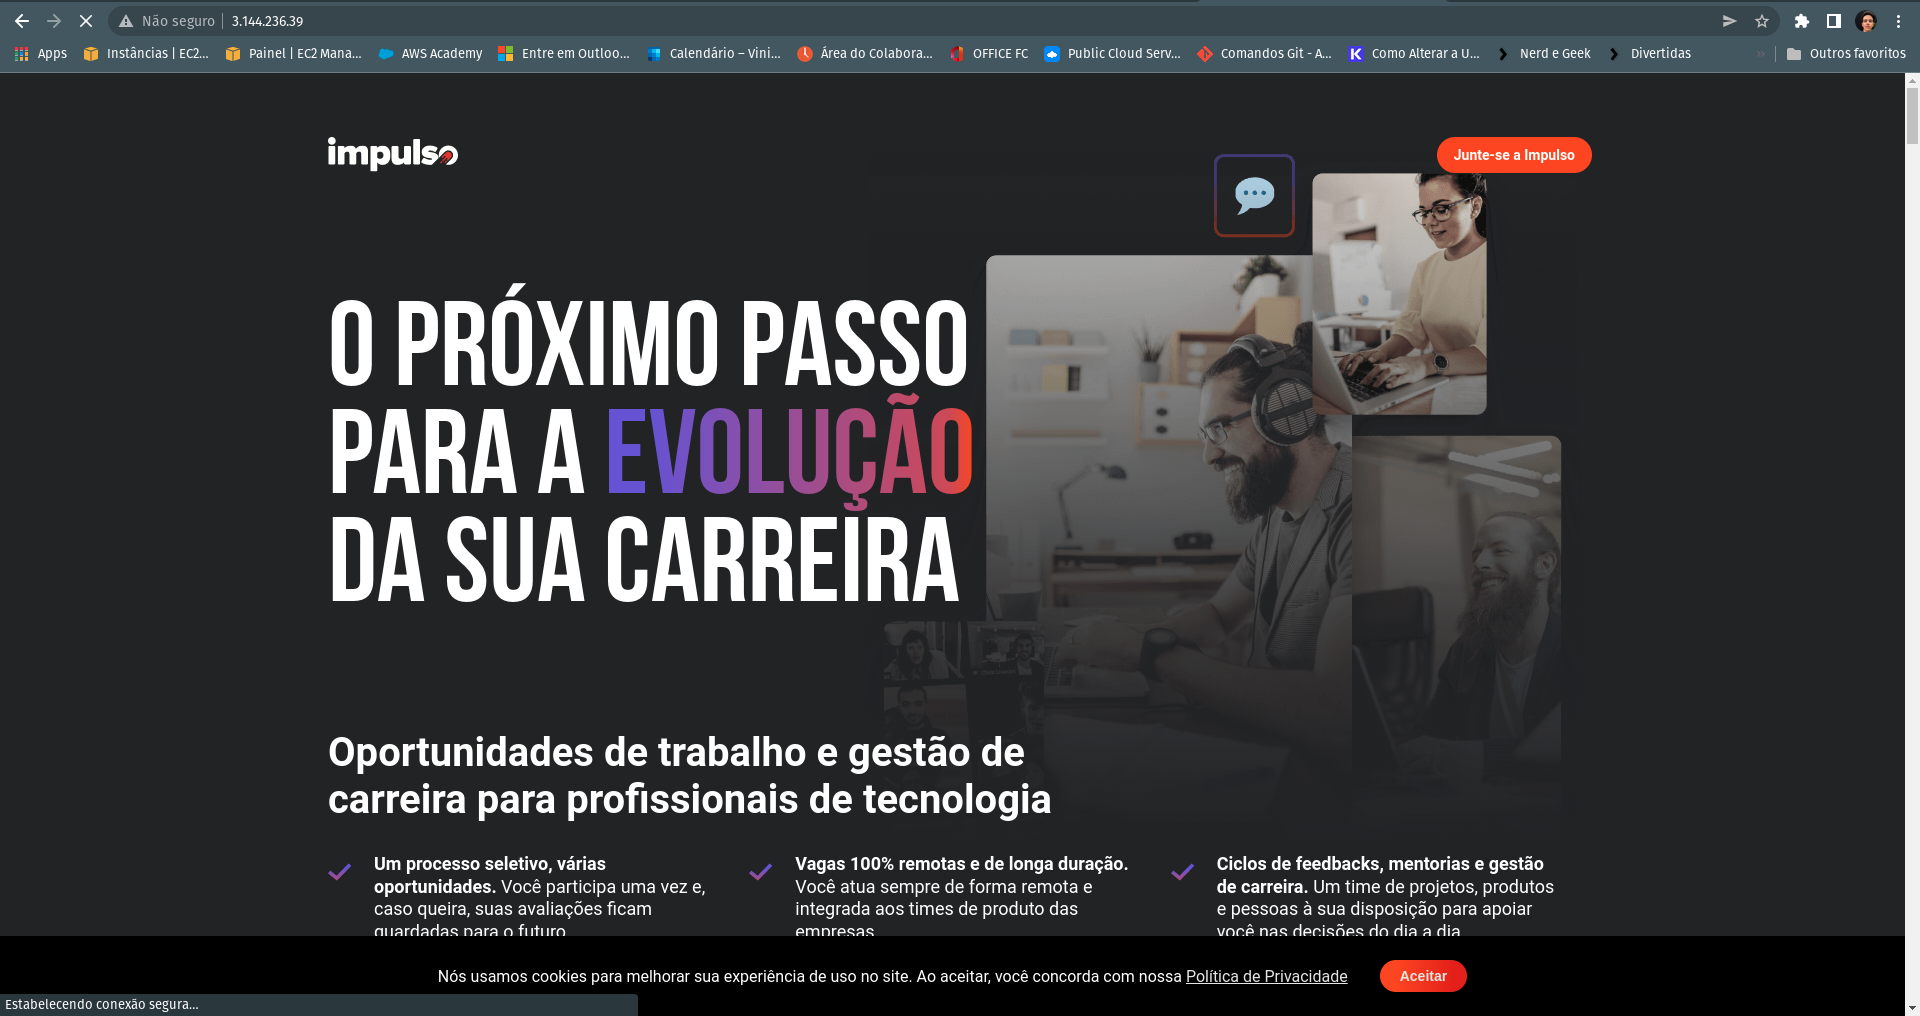 Não seguro
3.144.236.39
Apps
Instâncias | EC2...
Painel | EC2 Mana...
AWS Academy
Entre em Outloo...
Calendário – Vini...
Área do Colabora...
OFFICE FC
Public Cloud Serv...
Comandos Git - A...
Como Alterar a U...
Nerd e Geek
Divertidas
Outros favoritos
impulso
Junte-se a Impulso
O PRÓXIMO PASSO
PARA A EVOLUÇÃO
DA SUA CARREIRA
Oportunidades de trabalho e gestão de
carreira para profissionais de tecnologia
Um processo seletivo, várias
oportunidades. Você participa uma vez e,
caso queira, suas avaliações ficam
guardadas para o futuro
Vagas 100% remotas e de longa duração.
Você atua sempre de forma remota e
integrada aos times de produto das
empresas
Ciclos de feedbacks, mentorias e gestão
de carreira. Um time de projetos, produtos
e pessoas à sua disposição para apoiar
você nas decisões do dia a dia
Nós usamos cookies para melhorar sua experiência de uso no site. Ao aceitar, você concorda com nossa Política de Privacidade
Aceitar
Estabelecendo conexão segura...